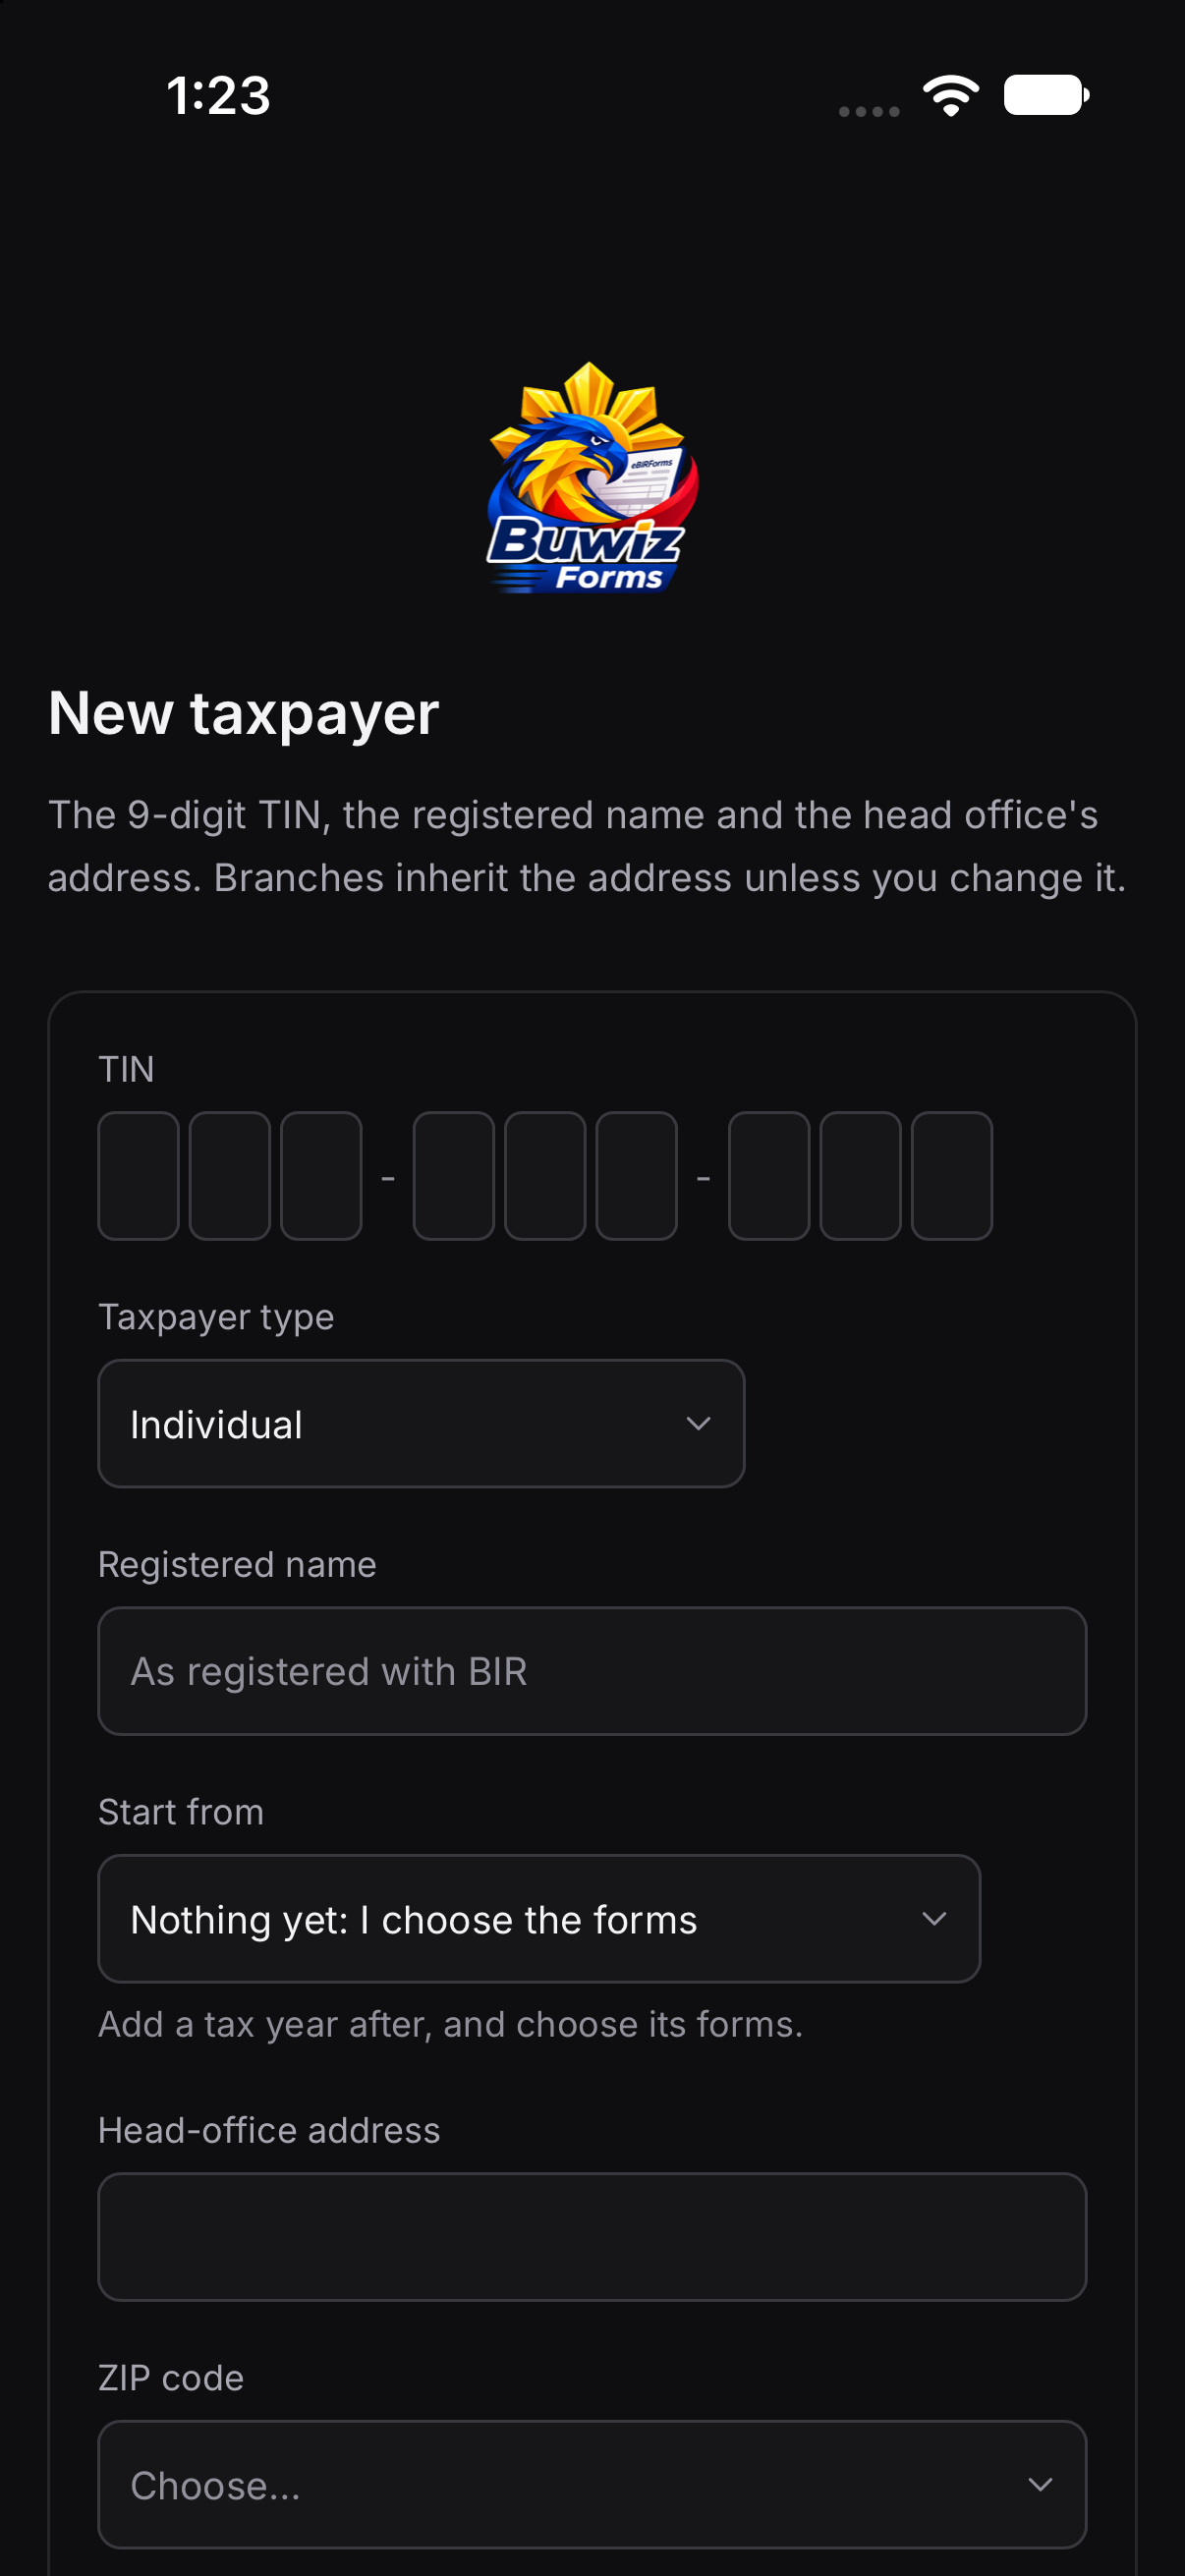 1:23
eBIRForms
Buwiz
Forms
New taxpayer
The 9-digit TIN, the registered name and the head office's
address. Branches inherit the address unless you change it.
TIN
- -
Taxpayer type
Individual
Registered name
As registered with BIR
Start from
Nothing yet: I choose the forms
Add a tax year after, and choose its forms.
Head-office address
ZIP code
Choose...